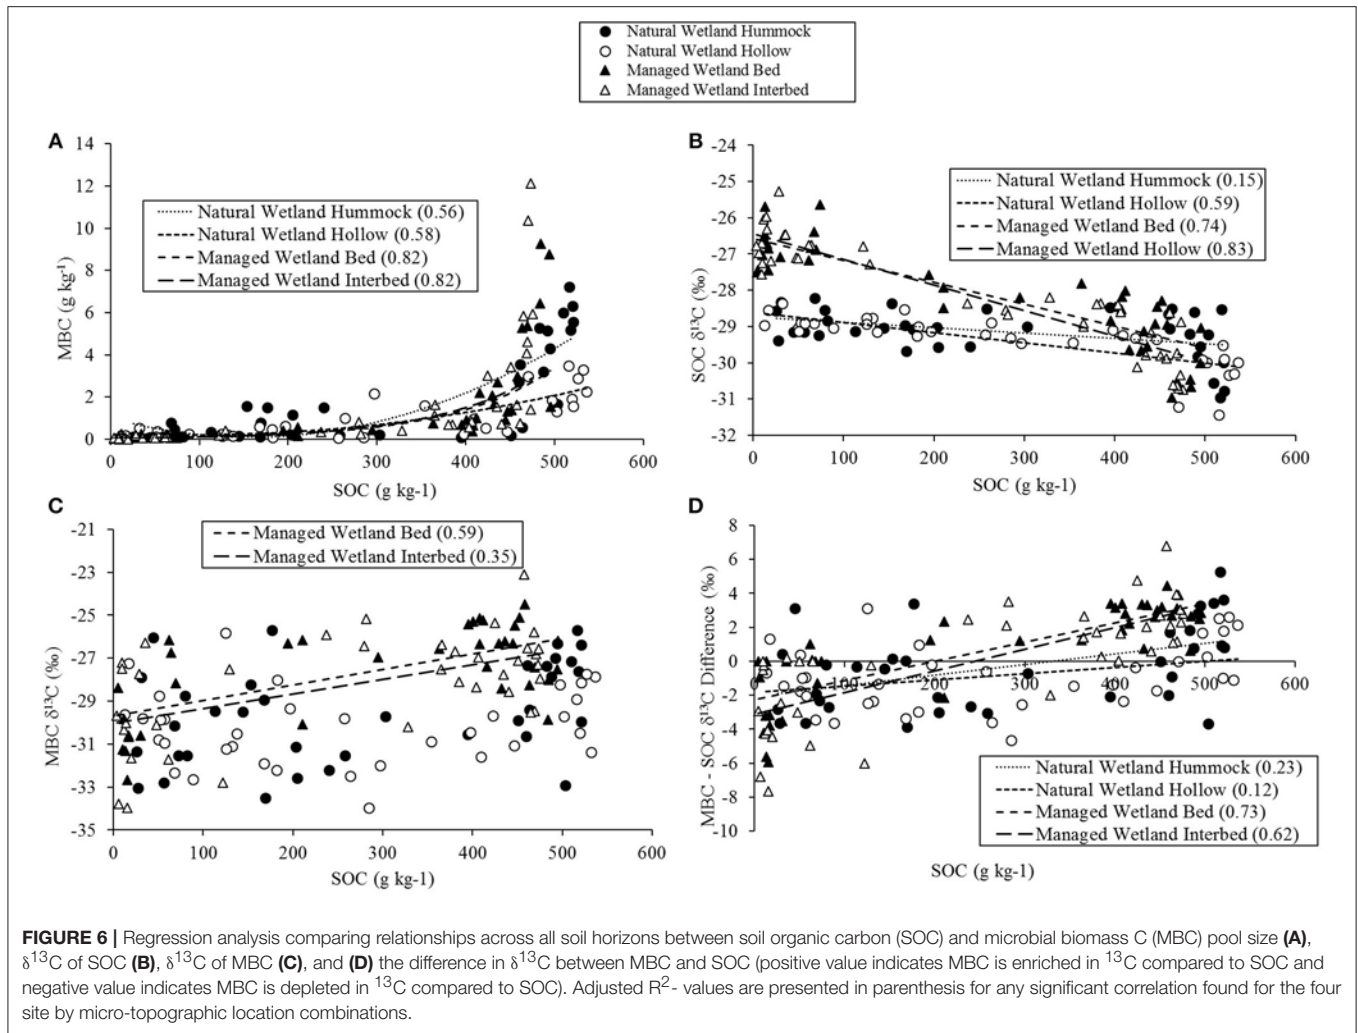 Natural Wetland Hummock
Natural Wetland Hollow
Managed Wetland Bed
Managed Wetland Interbed
A
14
12
10
8
6
4
2
0
MBC (g kg-1)
Natural Wetland Hummock (0.56)
Natural Wetland Hollow (0.58)
Managed Wetland Bed (0.82)
Managed Wetland Interbed (0.82)
0 100 200 300 400 500 600
SOC (g kg-1)
B
-24
-25
-26
-27
-28
-29
-30
-31
-32
SOC δ13C (‰)
Natural Wetland Hummock (0.15)
Natural Wetland Hollow (0.59)
Managed Wetland Bed (0.74)
Managed Wetland Hollow (0.83)
0 100 200 300 400 500 600
SOC (g kg-1)
C
-21
-23
-25
-27
-29
-31
-33
-35
MBC δ13C (‰)
Managed Wetland Bed (0.59)
Managed Wetland Interbed (0.35)
0 100 200 300 400 500 600
SOC (g kg-1)
D
8
6
4
2
0
-2
-4
-6
-8
-10
MBC - SOC δ13C Difference (‰)
0 100 200 300 400 500 600
Natural Wetland Hummock (0.23)
Natural Wetland Hollow (0.12)
Managed Wetland Bed (0.73)
Managed Wetland Interbed (0.62)
SOC (g kg-1)
FIGURE 6 | Regression analysis comparing relationships across all soil horizons between soil organic carbon (SOC) and microbial biomass C (MBC) pool size (A),
δ13C of SOC (B), δ13C of MBC (C), and (D) the difference in δ13C between MBC and SOC (positive value indicates MBC is enriched in 13C compared to SOC and
negative value indicates MBC is depleted in 13C compared to SOC). Adjusted R2- values are presented in parenthesis for any significant correlation found for the four
site by micro-topographic location combinations.